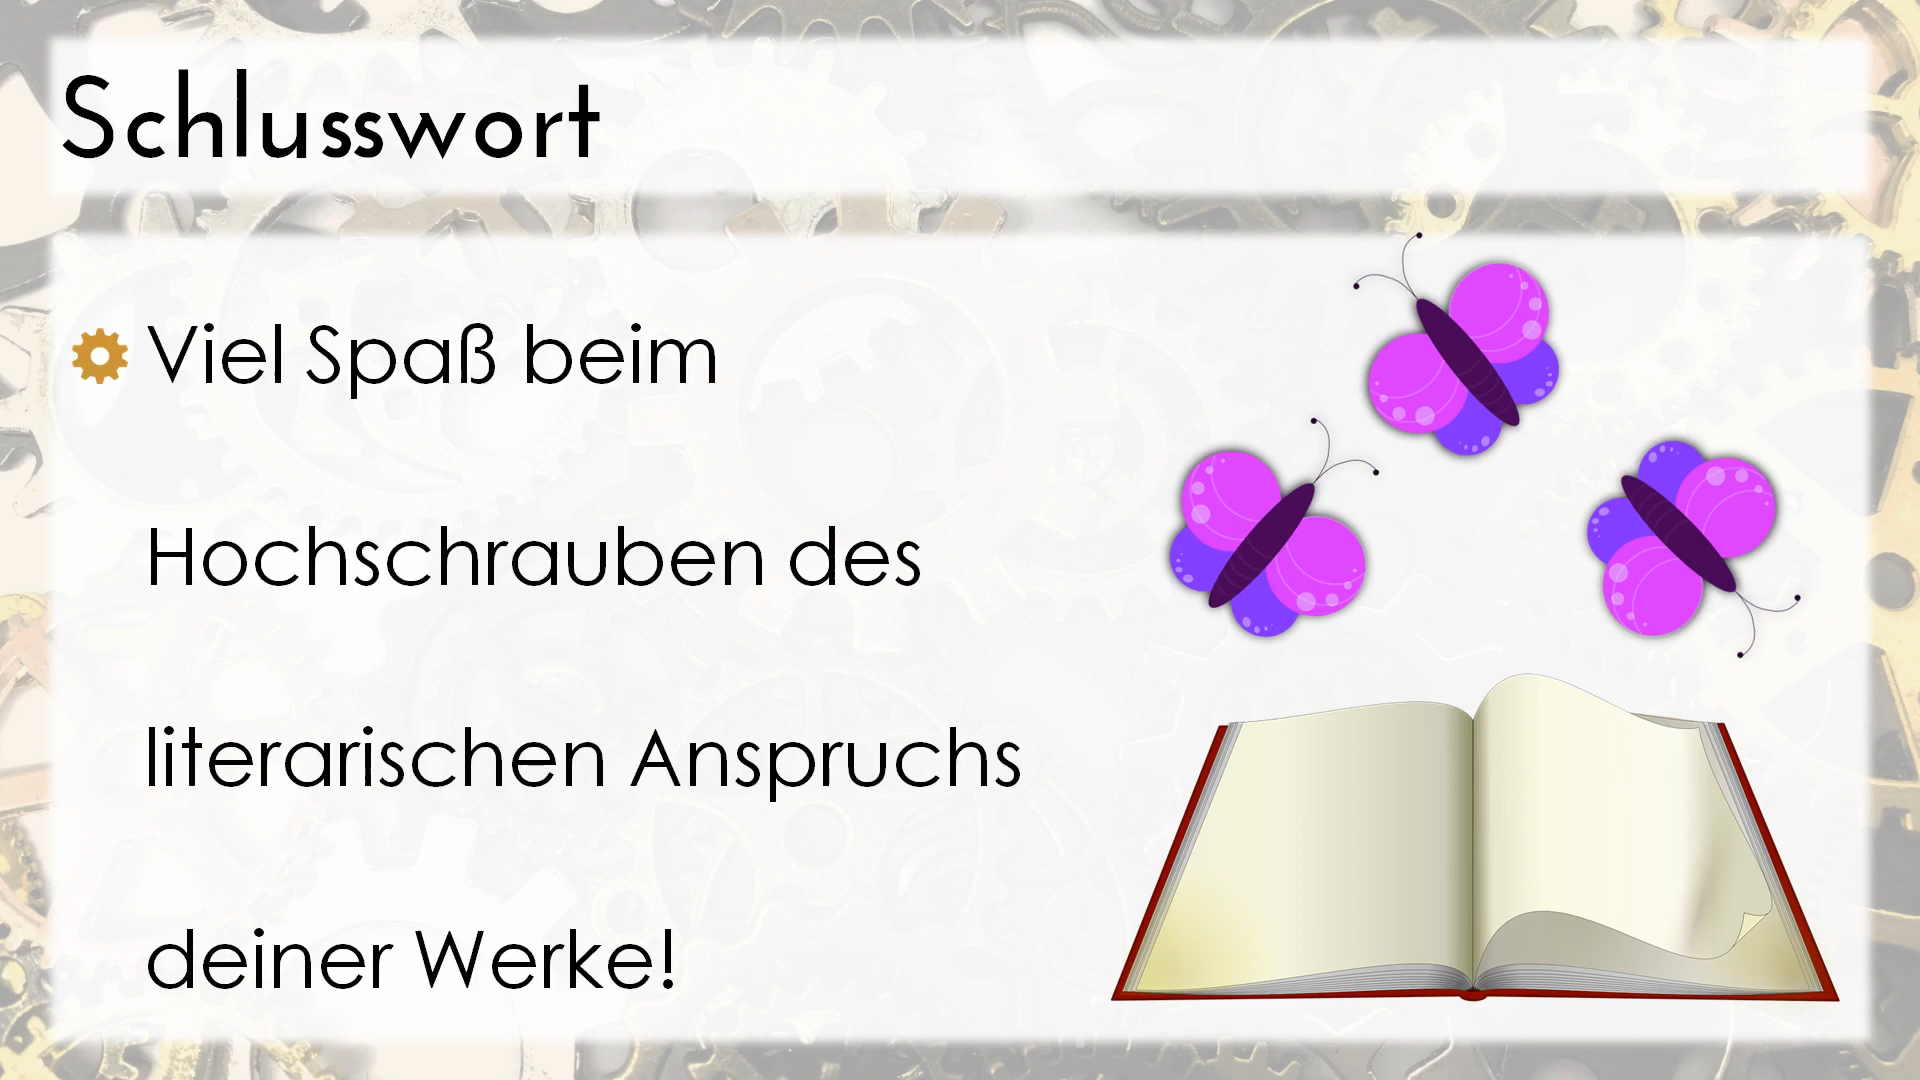 Schlusswort
Viel Spaß beim
Hochschrauben des
literarischen Anspruchs
deiner Werke!